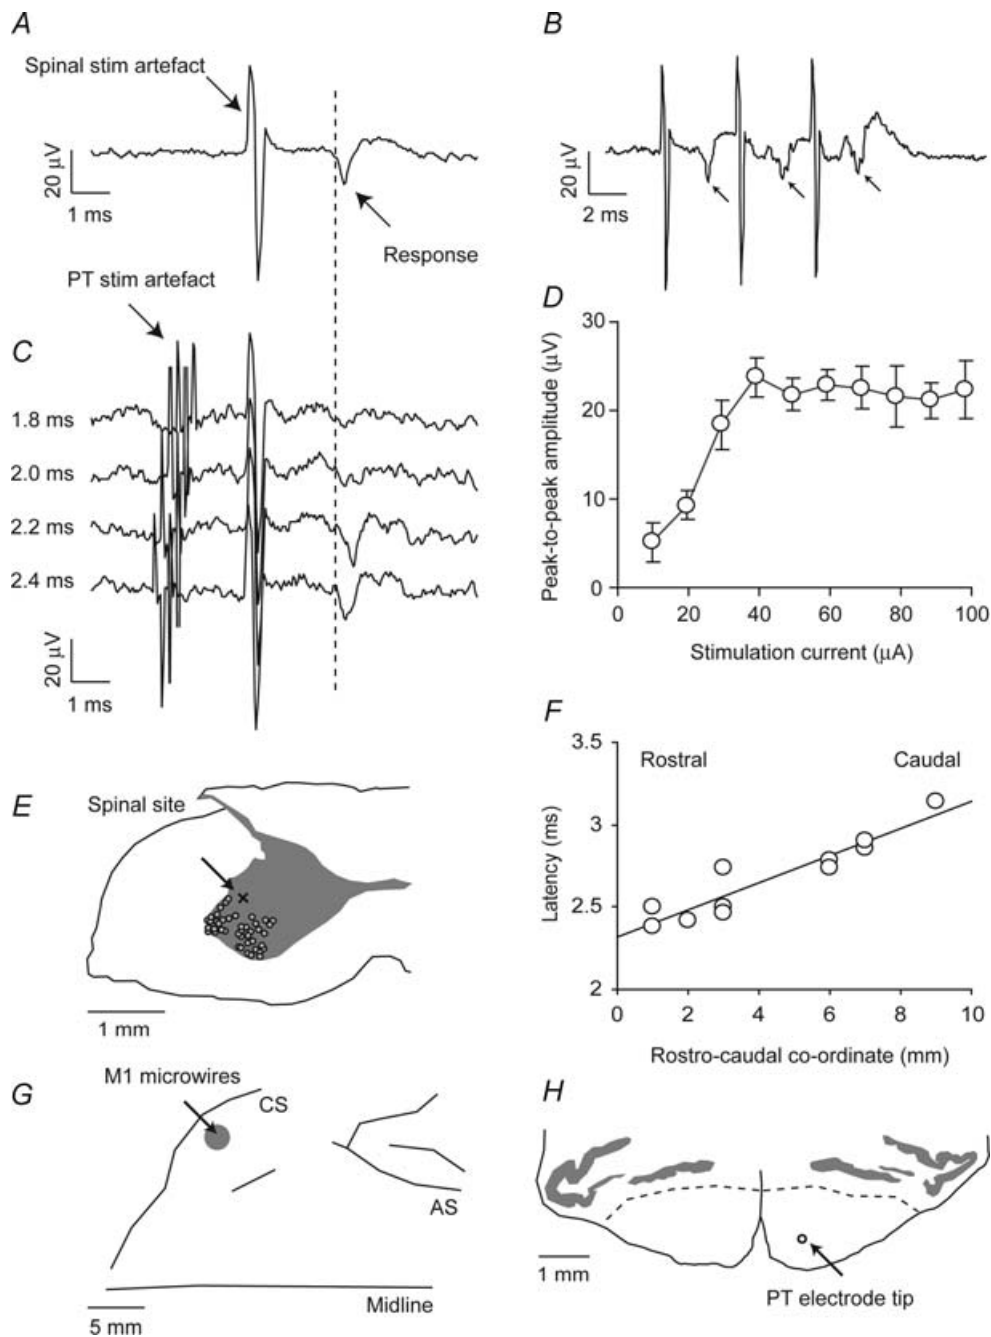 A
Spinal stim artefact
20 μV
1 ms
Response
B
20 μV
2 ms
PT stim artefact
C
1.8 ms
2.0 ms
2.2 ms
2.4 ms
20 μV
1 ms
D
Peak-to-peak amplitude (μV)
30
20
10
0
0 20 40 60 80 100
Stimulation current (μA)
E
Spinal site
1 mm
F
Latency (ms)
3.5
3
2.5
2
Rostral
Caudal
0 2 4 6 8 10
Rostro-caudal co-ordinate (mm)
G
M1 microwires
CS
AS
Midline
5 mm
H
1 mm
PT electrode tip